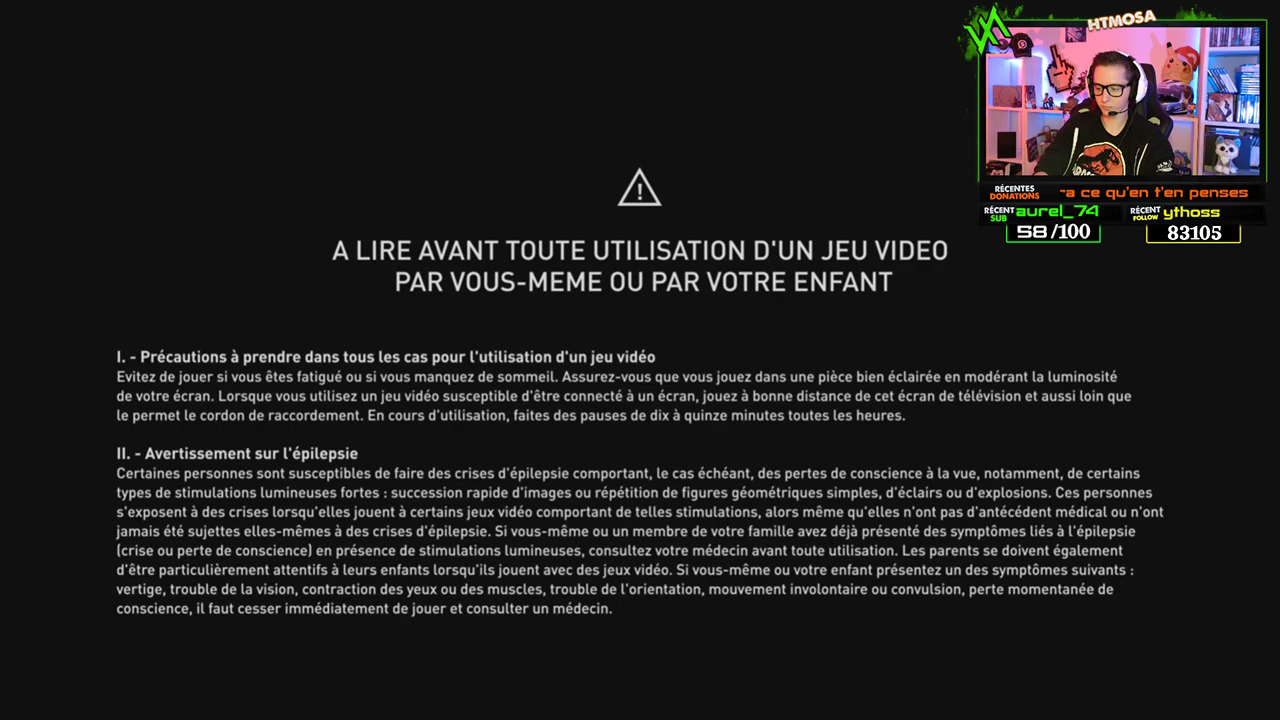 HTMOSA
RÉCENTES
DONATIONS
a ce qu'en t'en penses
RÉCENT
SUB
aurel_74
RÉCENT
FOLLOW
ythoss
58 /100
83105
A LIRE AVANT TOUTE UTILISATION D'UN JEU VIDEO
PAR VOUS-MEME OU PAR VOTRE ENFANT
I. - Précautions à prendre dans tous les cas pour l'utilisation d'un jeu vidéo
Evitez de jouer si vous êtes fatigué ou si vous manquez de sommeil. Assurez-vous que vous jouez dans une pièce bien éclairée en modérant la luminosité
de votre écran. Lorsque vous utilisez un jeu vidéo susceptible d'être connecté à un écran, jouez à bonne distance de cet écran de télévision et aussi loin que
le permet le cordon de raccordement. En cours d'utilisation, faites des pauses de dix à quinze minutes toutes les heures.
II. - Avertissement sur l'épilepsie
Certaines personnes sont susceptibles de faire des crises d'épilepsie comportant, le cas échéant, des pertes de conscience à la vue, notamment, de certains
types de stimulations lumineuses fortes : succession rapide d'images ou répétition de figures géométriques simples, d'éclairs ou d'explosions. Ces personnes
s'exposent à des crises lorsqu'elles jouent à certains jeux vidéo comportant de telles stimulations, alors même qu'elles n'ont pas d'antécédent médical ou n'ont
jamais été sujettes elles-mêmes à des crises d'épilepsie. Si vous-même ou un membre de votre famille avez déjà présenté des symptômes liés à l'épilepsie
(crise ou perte de conscience) en présence de stimulations lumineuses, consultez votre médecin avant toute utilisation. Les parents se doivent également
d'être particulièrement attentifs à leurs enfants lorsqu'ils jouent avec des jeux vidéo. Si vous-même ou votre enfant présentez un des symptômes suivants :
vertige, trouble de la vision, contraction des yeux ou des muscles, trouble de l'orientation, mouvement involontaire ou convulsion, perte momentanée de
conscience, il faut cesser immédiatement de jouer et consulter un médecin.